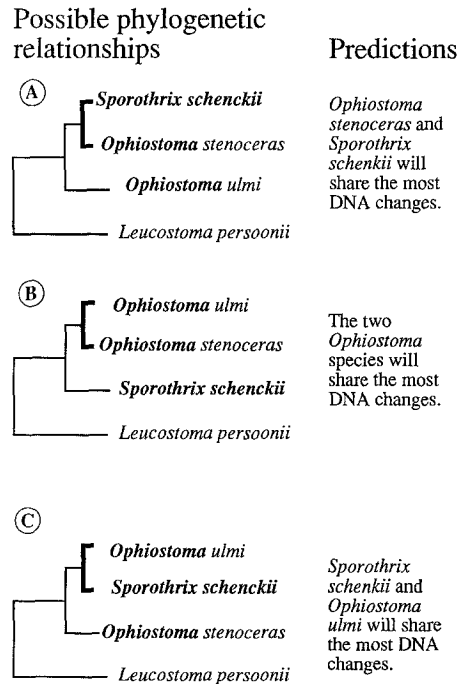 Possible phylogenetic
relationships
Predictions
A
Sporothrix schenckii
Ophiostoma stenoceras
Ophiostoma ulmi
Leucostoma persoonii
Ophiostoma
stenoceras and
Sporothrix
schenkii will
share the most
DNA changes.
B
Ophiostoma ulmi
Ophiostoma stenoceras
Sporothrix schenckii
Leucostoma persoonii
The two
Ophiostoma
species will
share the most
DNA changes.
C
Ophiostoma ulmi
Sporothrix schenckii
Ophiostoma stenoceras
Leucostoma persoonii
Sporothrix
schenkii and
Ophiostoma
ulmi will share
the most DNA
changes.